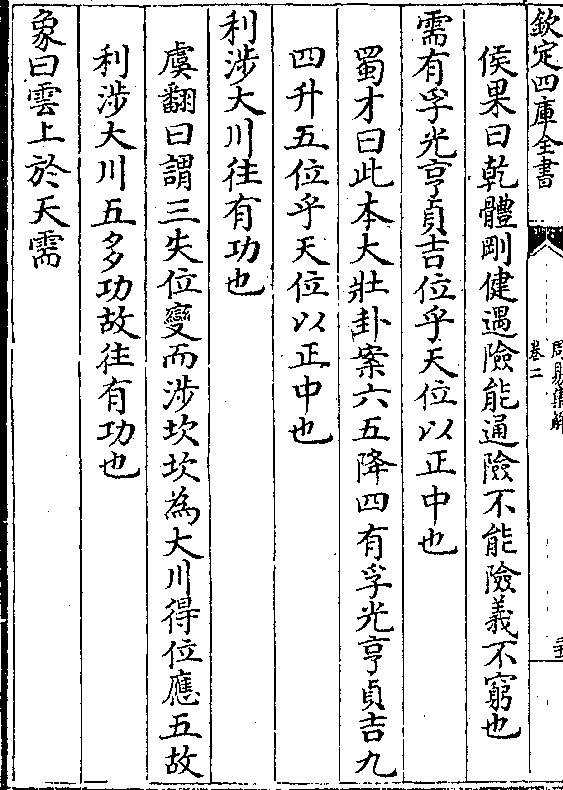 欽定四庫全書
周易集解
卷二
侯果曰乾體剛健遇險能通險不能險義不窮也
需有孚光亨貞吉位乎天位以正中也
蜀才曰此本大壯卦案六五降四有孚光亨貞吉九
四升五位乎天位以正中也
利涉大川往有功也
虞翻曰謂三失位變而涉坎坎為大川得位應五故
利涉大川五多功故往有功也
象曰雲上於天需